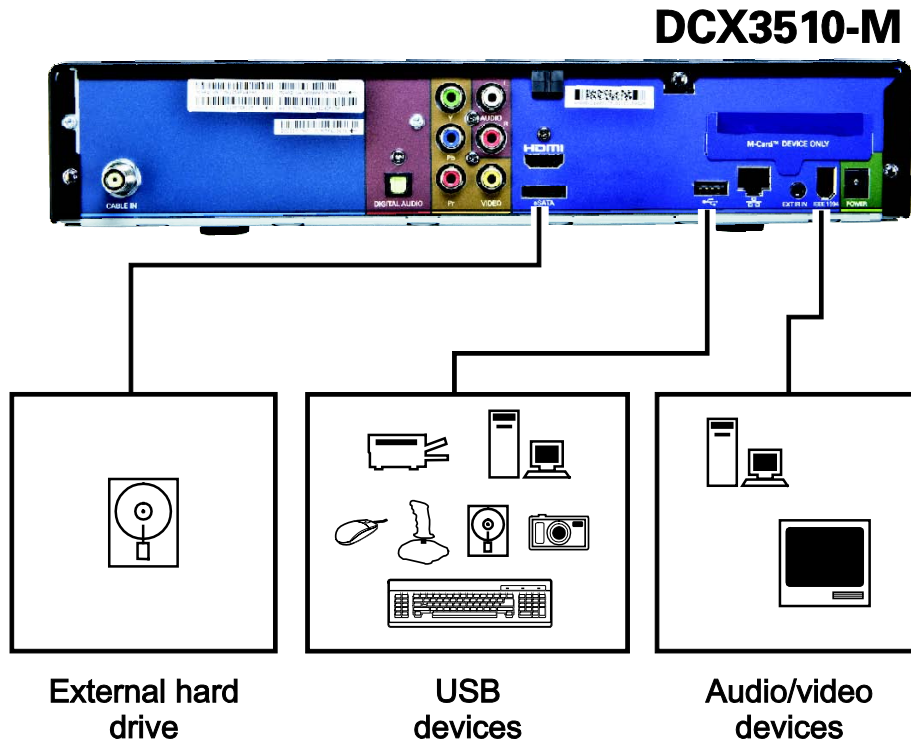 DCX3510-M
Y
AUDIO
R
Pb
Pr
VIDEO
DIGITAL AUDIO
CABLE IN
HDMI
eSATA
M-Card™ DEVICE ONLY
EXT IR IN
IEEE 1394
POWER
External hard
drive
USB
devices
Audio/video
devices